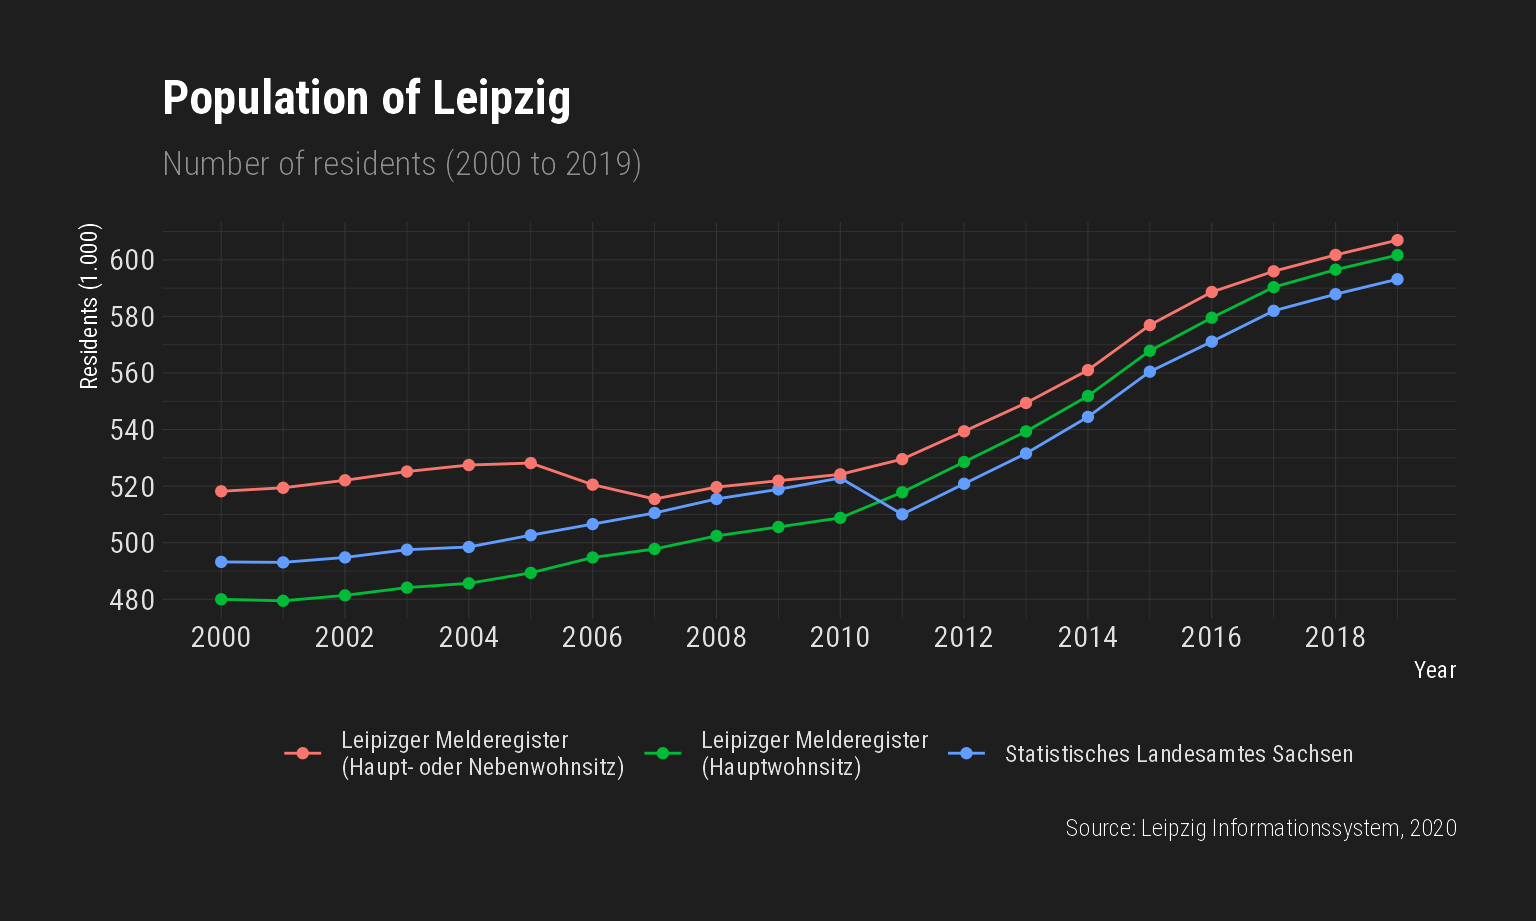 Population of Leipzig
Number of residents (2000 to 2019)
Residents (1.000)
600
580
560
540
520
500
480
2000 2002 2004 2006 2008 2010 2012 2014 2016 2018
Year
Leipizger Melderegister
(Haupt- oder Nebenwohnsitz)
Leipizger Melderegister
(Hauptwohnsitz)
Statistisches Landesamtes Sachsen
Source: Leipzig Informationssystem, 2020